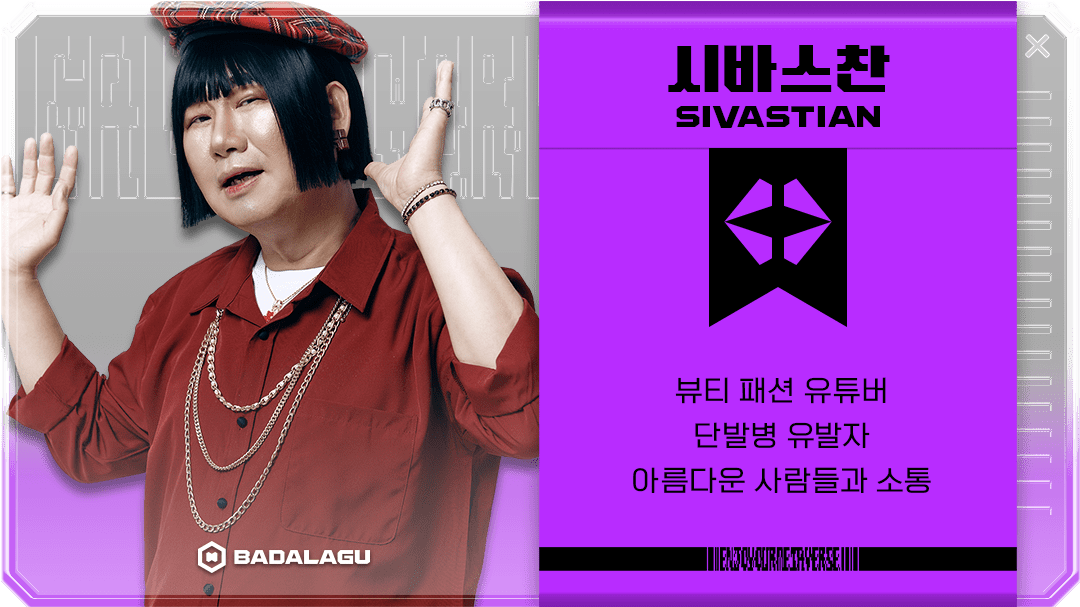 시바스찬
SIVASTIAN
뷰티 패션 유튜버
단발병 유발자
아름다운 사람들과 소통
BADALAGU
ENJOYOURMETAVERSE